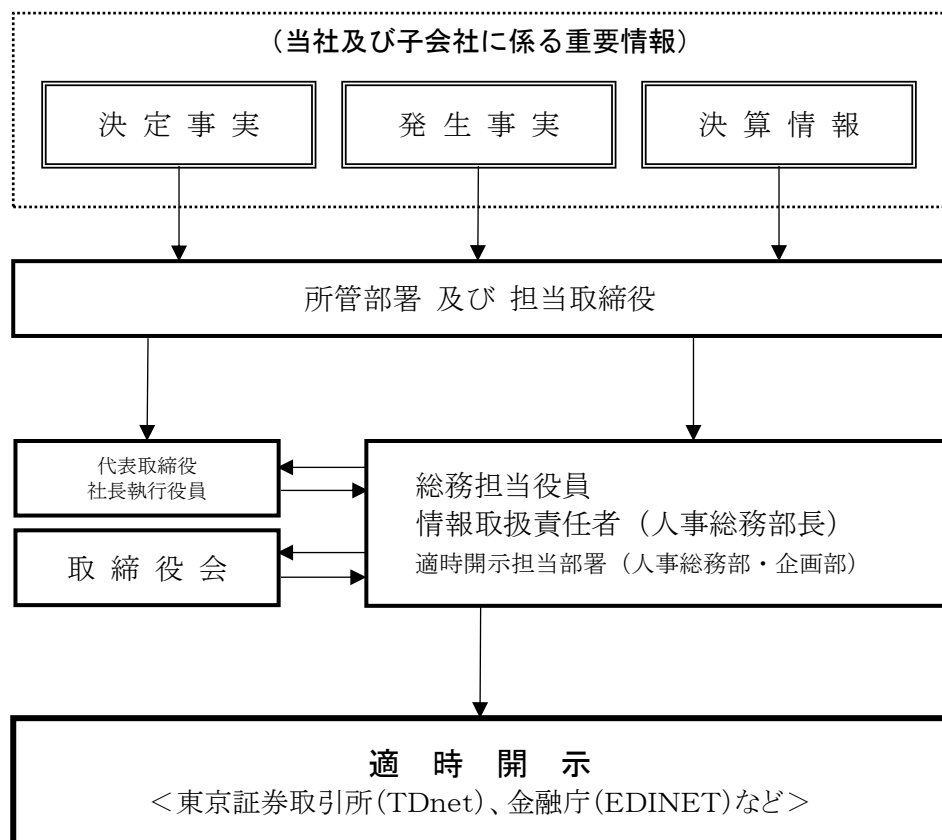 (当社及び子会社に係る重要情報)
決 定 事 実
発 生 事 実
決 算 情 報
所管部署 及び 担当取締役
代表取締役
社長執行役員
取 締 役 会
総務担当役員
情報取扱責任者(人事総務部長)
適時開示担当部署(人事総務部・企画部)
適 時 開 示
<東京証券取引所(TDnet)、金融庁(EDINET)など>